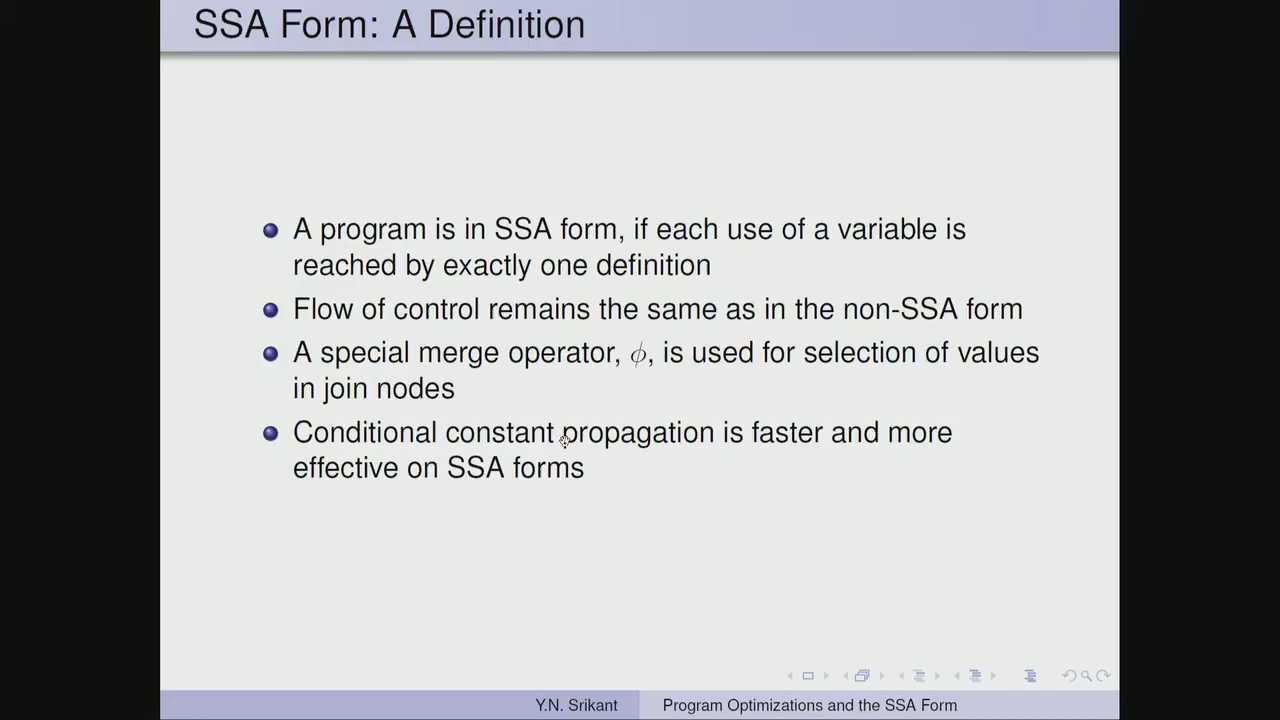 SSA Form: A Definition
A program is in SSA form, if each use of a variable is
reached by exactly one definition
Flow of control remains the same as in the non-SSA form
A special merge operator, ϕ, is used for selection of values
in join nodes
Conditional constant propagation is faster and more
effective on SSA forms
Y.N. Srikant
Program Optimizations and the SSA Form